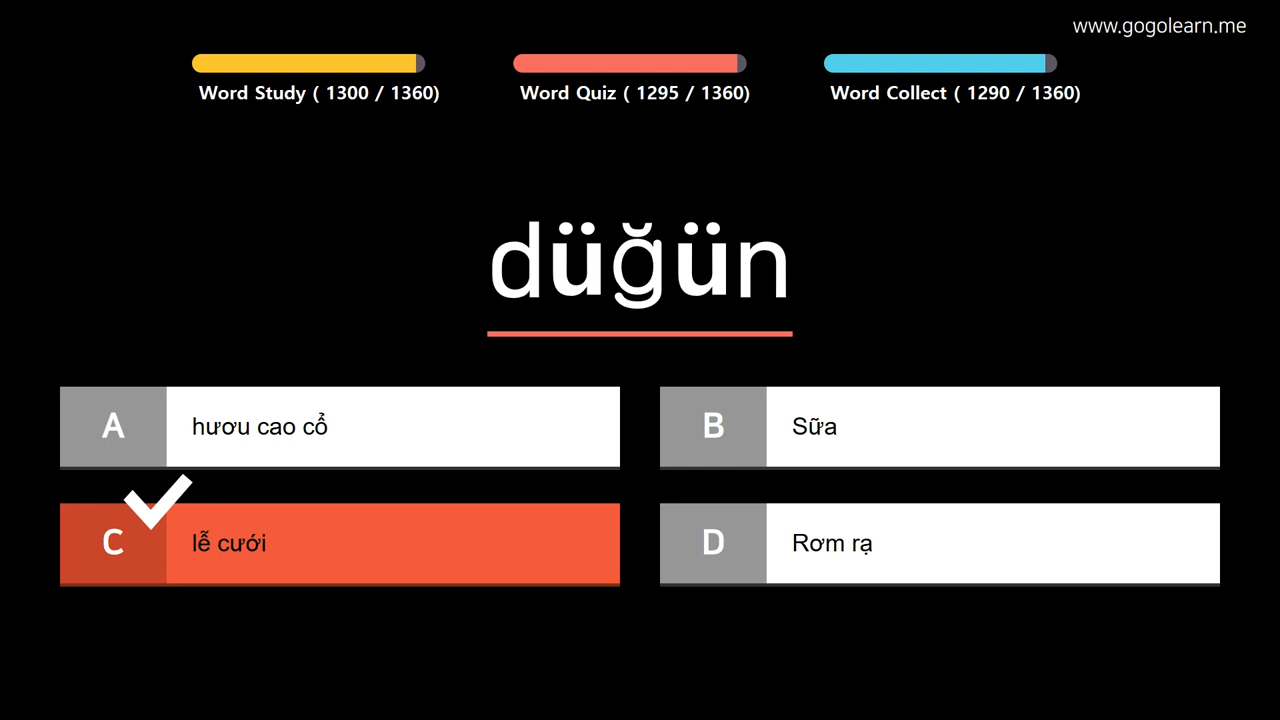 www.gogolearn.me
Word Study ( 1300 / 1360)
Word Quiz ( 1295 / 1360)
Word Collect ( 1290 / 1360)
düğün
A hươu cao cổ
B Sữa
C lễ cưới
D Rơm rạ